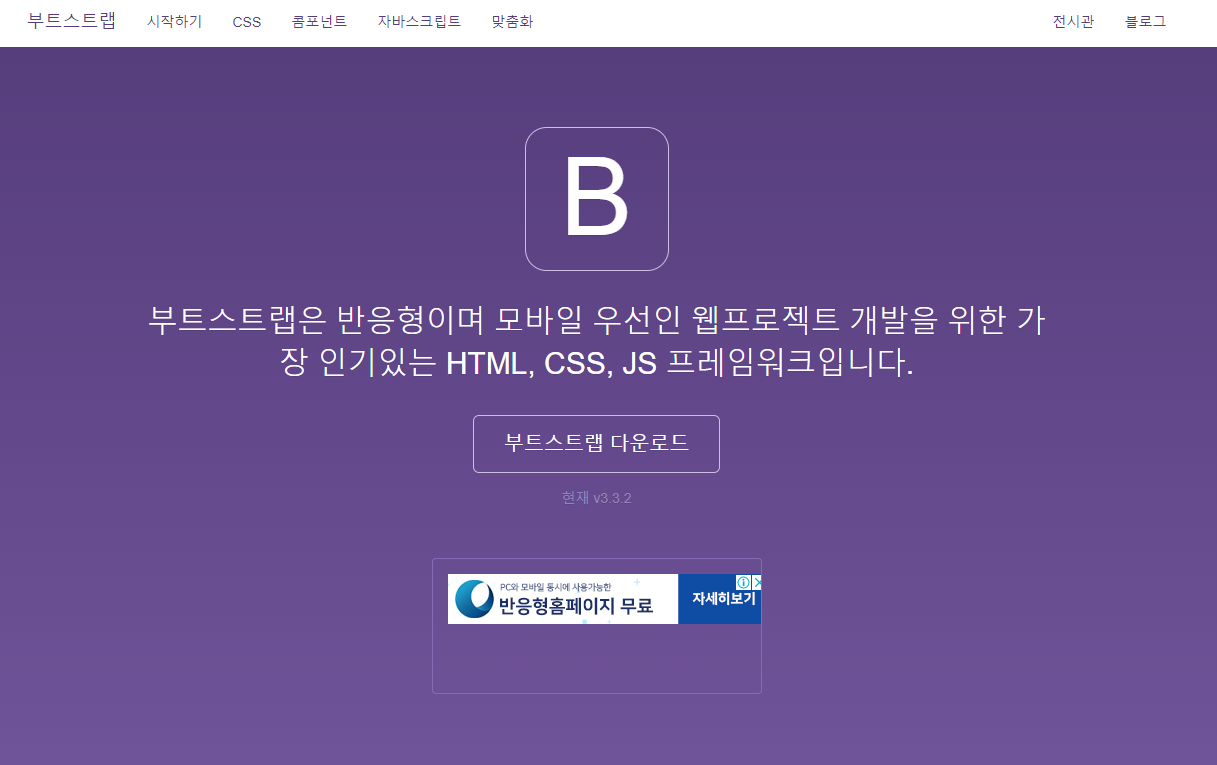 부트스트랩 시작하기 CSS 콤포넌트 자바스크립트 맞춤화 전시관 블로그
B
부트스트랩은 반응형이며 모바일 우선인 웹프로젝트 개발을 위한 가
장 인기있는 HTML, CSS, JS 프레임워크입니다.
부트스트랩 다운로드
현재 v3.3.2
PC와 모바일 동시에 사용가능한
반응형홈페이지 무료
자세히보기